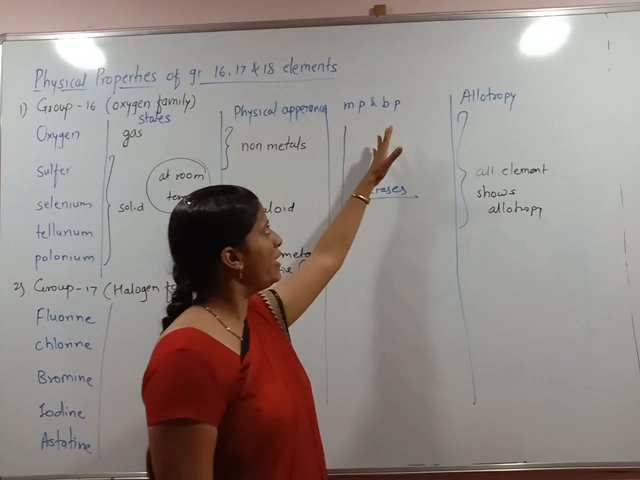 Physical Properties of gr 16, 17 & 18 elements
1) Group-16 (oxygen family)
states
Physical apperence
m p & b p
Allotropy
Oxygen
gas
non metals
Sulfer
at room
all element
selenium
solid
shows
allotropy
tellurium
polonium
2) Group-17 (Halogen
Fluorine
chlorine
Bromine
Iodine
Astatine